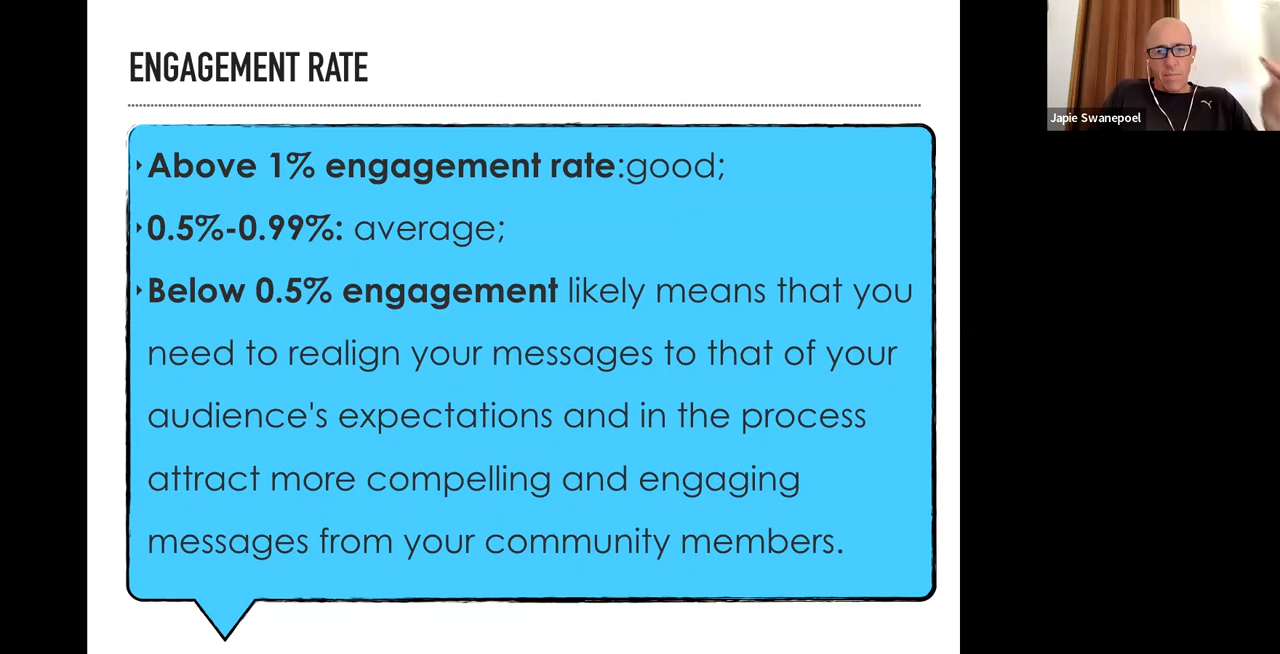 ENGAGEMENT RATE
Above 1% engagement rate:good;
0.5%-0.99%: average;
Below 0.5% engagement likely means that you
need to realign your messages to that of your
audience's expectations and in the process
attract more compelling and engaging
messages from your community members.
Japie Swanepoel